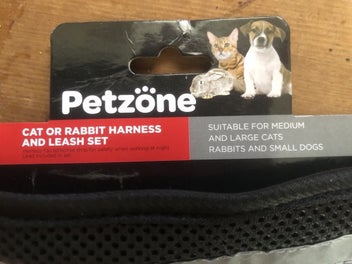 Petzone
CAT OR RABBIT HARNESS
AND LEASH SET
SUITABLE FOR MEDIUM
AND LARGE CATS
RABBITS AND SMALL DOGS